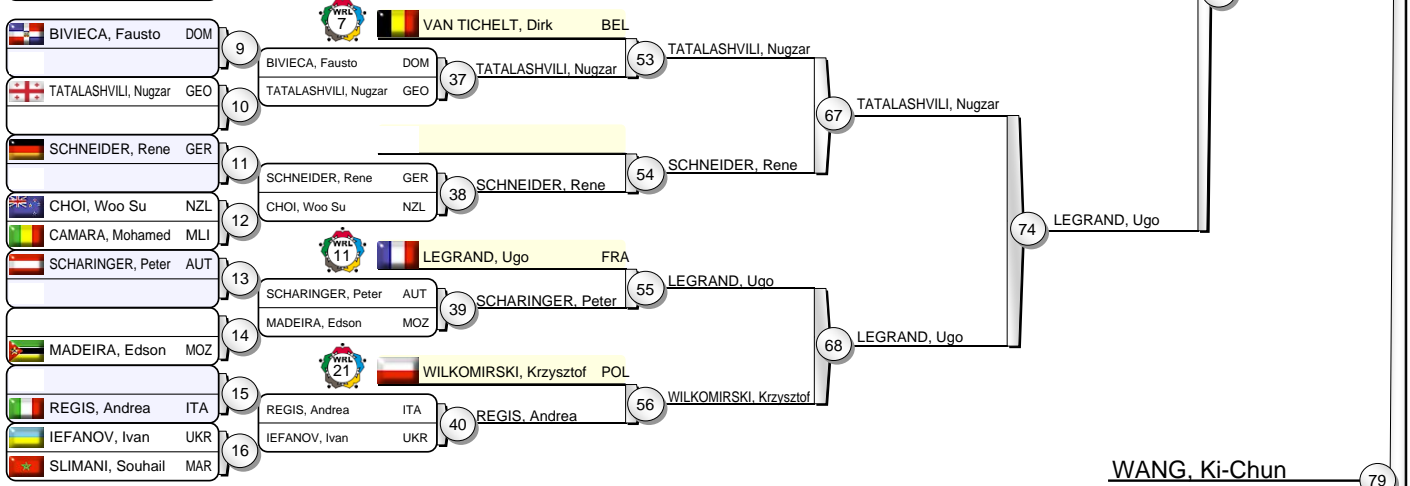 BIVIECA, Fausto DOM
9
TATALASHVILI, Nugzar GEO
10
SCHNEIDER, Rene GER
11
CHOI, Woo Su NZL
12
CAMARA, Mohamed MLI
SCHARINGER, Peter AUT
13
14
MADEIRA, Edson MOZ
15
REGIS, Andrea ITA
IEFANOV, Ivan UKR
16
SLIMANI, Souhail MAR
BIVIECA, Fausto DOM
37
TATALASHVILI, Nugzar GEO
SCHNEIDER, Rene GER
38
CHOI, Woo Su NZL
SCHARINGER, Peter AUT
39
MADEIRA, Edson MOZ
REGIS, Andrea ITA
40
IEFANOV, Ivan UKR
WRL
7
VAN TICHELT, Dirk BEL
53
TATALASHVILI, Nugzar
54
SCHNEIDER, Rene
WRL
11
LEGRAND, Ugo FRA
55
SCHARINGER, Peter
WRL
21
WILKOMIRSKI, Krzysztof POL
56
REGIS, Andrea
TATALASHVILI, Nugzar
67
SCHNEIDER, Rene
LEGRAND, Ugo
68
WILKOMIRSKI, Krzysztof
TATALASHVILI, Nugzar
74
LEGRAND, Ugo
LEGRAND, Ugo
WANG, Ki-Chun
79